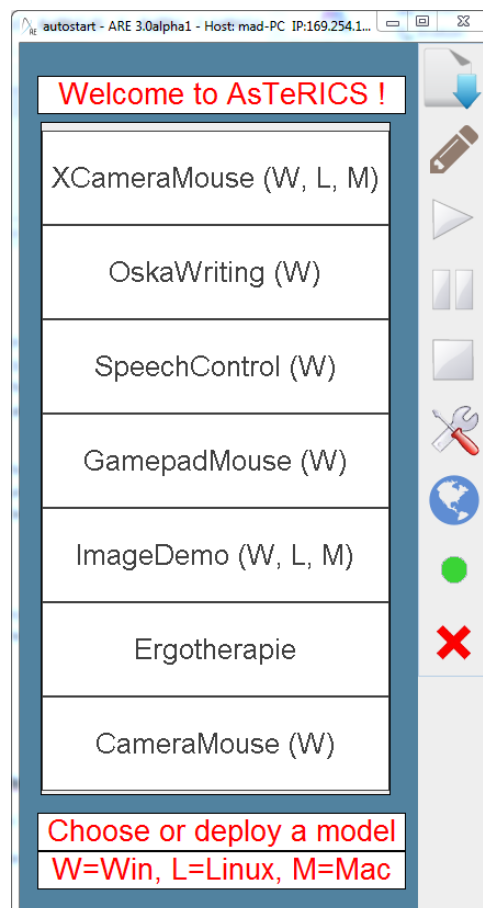 autostart - ARE 3.0alpha1 - Host: mad-PC IP:169.254.1...
Welcome to AsTeRICS !
XCameraMouse (W, L, M)
OskaWriting (W)
SpeechControl (W)
GamepadMouse (W)
ImageDemo (W, L, M)
Ergotherapie
CameraMouse (W)
Choose or deploy a model
W=Win, L=Linux, M=Mac